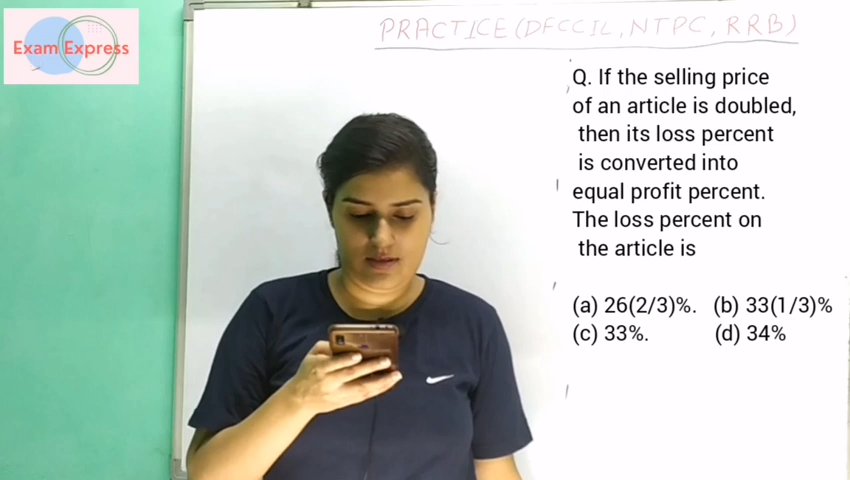 Exam Express
PRACTICE (DFCCIL, NTPC, RRB)
Q. If the selling price
of an article is doubled,
then its loss percent
is converted into
equal profit percent.
The loss percent on
the article is
(a) 26(2/3)%. (b) 33(1/3)%
(c) 33%. (d) 34%